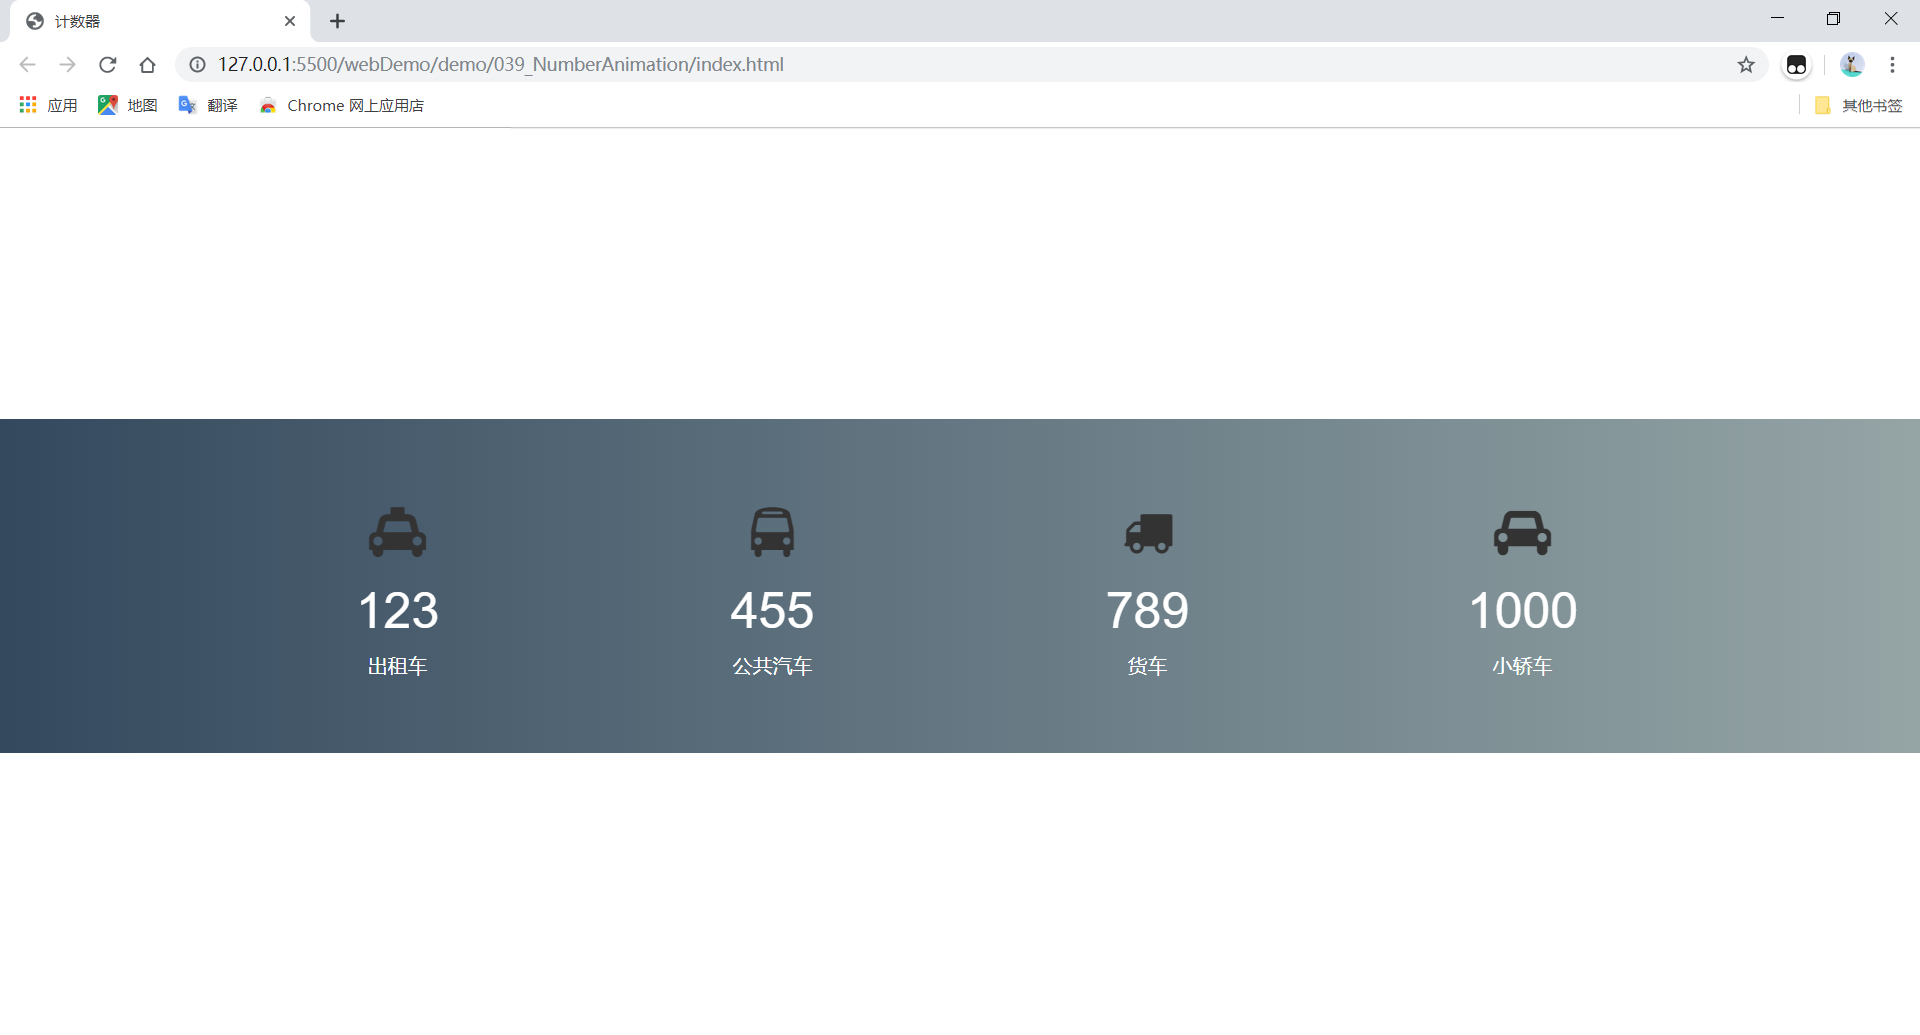 计数器
127.0.0.1:5500/webDemo/demo/039_NumberAnimation/index.html
应用 地图 翻译 Chrome 网上应用店 其他书签
123 455 789 1000
出租车 公共汽车 货车 小轿车